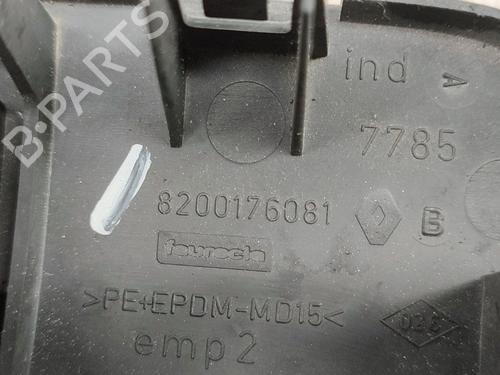 B-PARTS
ind A
7785
8200176081 B
faurecia
>PE+EPDM-MD15<
emp2